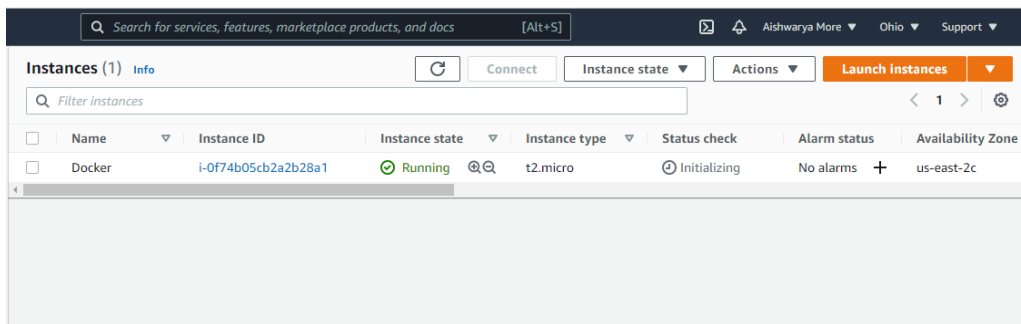 Search for services, features, marketplace products, and docs [Alt+S] Aishwarya More Ohio Support
Instances (1) Info Connect Instance state Actions Launch instances
Filter instances 1
Name Instance ID Instance state Instance type Status check Alarm status Availability Zone
Docker i-0f74b05cb2a2b28a1 Running t2.micro Initializing No alarms us-east-2c